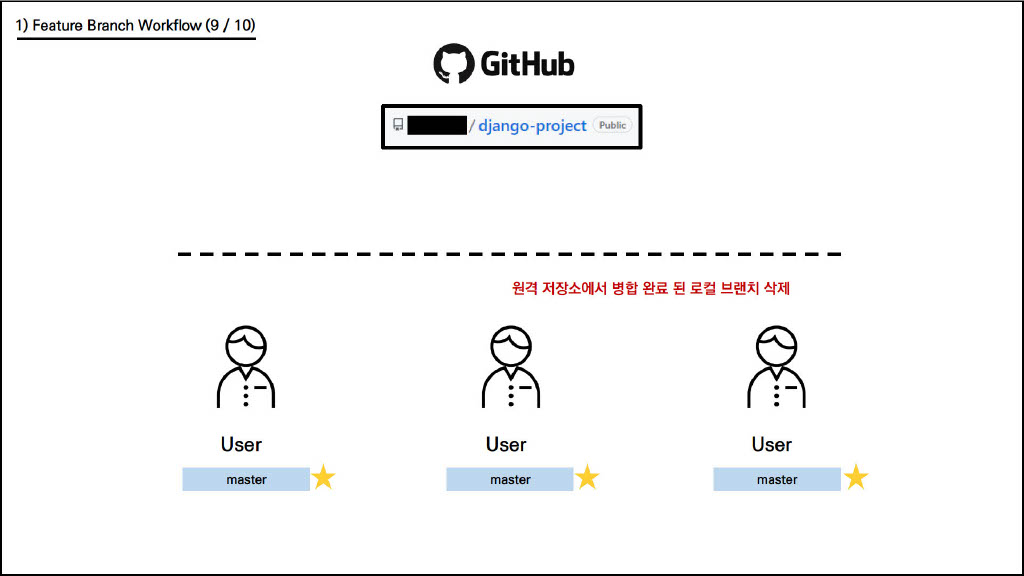 1) Feature Branch Workflow (9 / 10)
GitHub
/ django-project Public
원격 저장소에서 병합 완료 된 로컬 브랜치 삭제
User User User
master master master